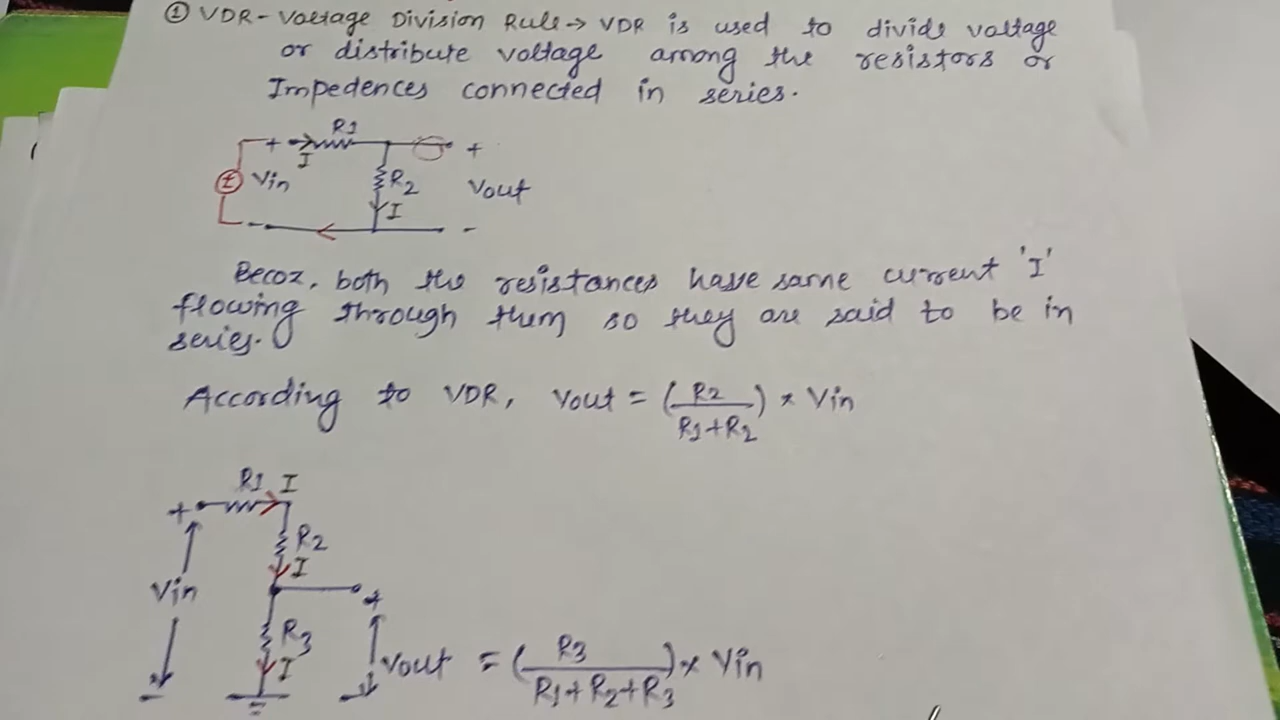 ① VDR - Voltage Division Rule → VDR is used to divide voltage
or distribute voltage among the resistors or
Impedences connected in series.
R1
+ I +
± Vin R2 Vout
I
- -
Becoz, both the resistances have same current 'I'
flowing through them so they are said to be in
series.
According to VDR, Vout = (R2 / R1+R2) * Vin
R1 I
+
R2
I
Vin
+
R3
I
Vout = (R3 / R1+R2+R3) * Vin